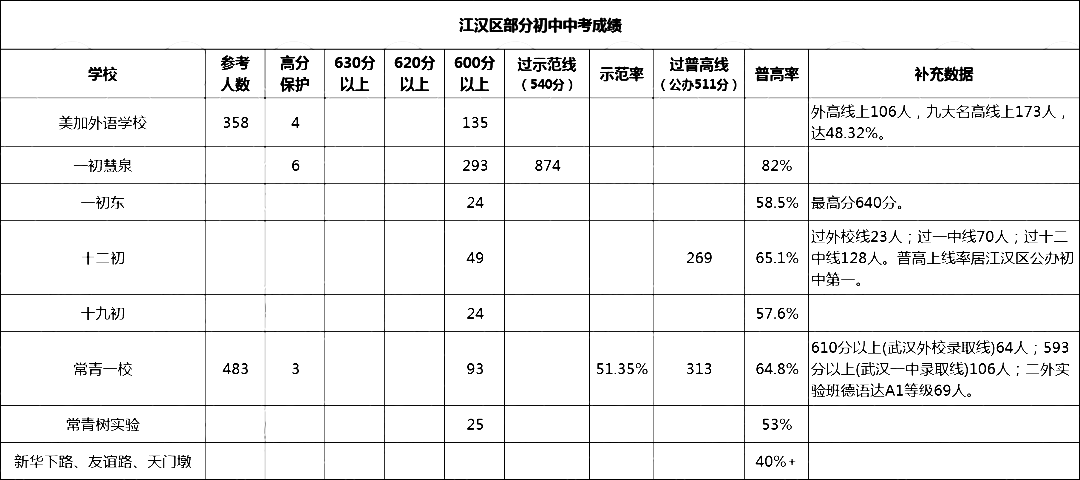 江汉区部分初中中考成绩
学校 参考人数 高分保护 630分以上 620分以上 600分以上 过示范线（540分） 示范率 过普高线（公办511分） 普高率 补充数据
美加外语学校 358 4 135 外高线上106人，九大名高线上173人，
达48.32%。
一初慧泉 6 293 874 82%
一初东 24 58.5% 最高分640分。
十二初 49 269 65.1% 过外校线23人；过一中线70人；过十二
中线128人。普高上线率居江汉区公办初
中第一。
十九初 24 57.6%
常青一校 483 3 93 51.35% 313 64.8% 610分以上(武汉外校录取线)64人；593
分以上(武汉一中录取线)106人；二外实
验班德语达A1等级69人。
常青树实验 25 53%
新华下路、友谊路、天门墩 40%+